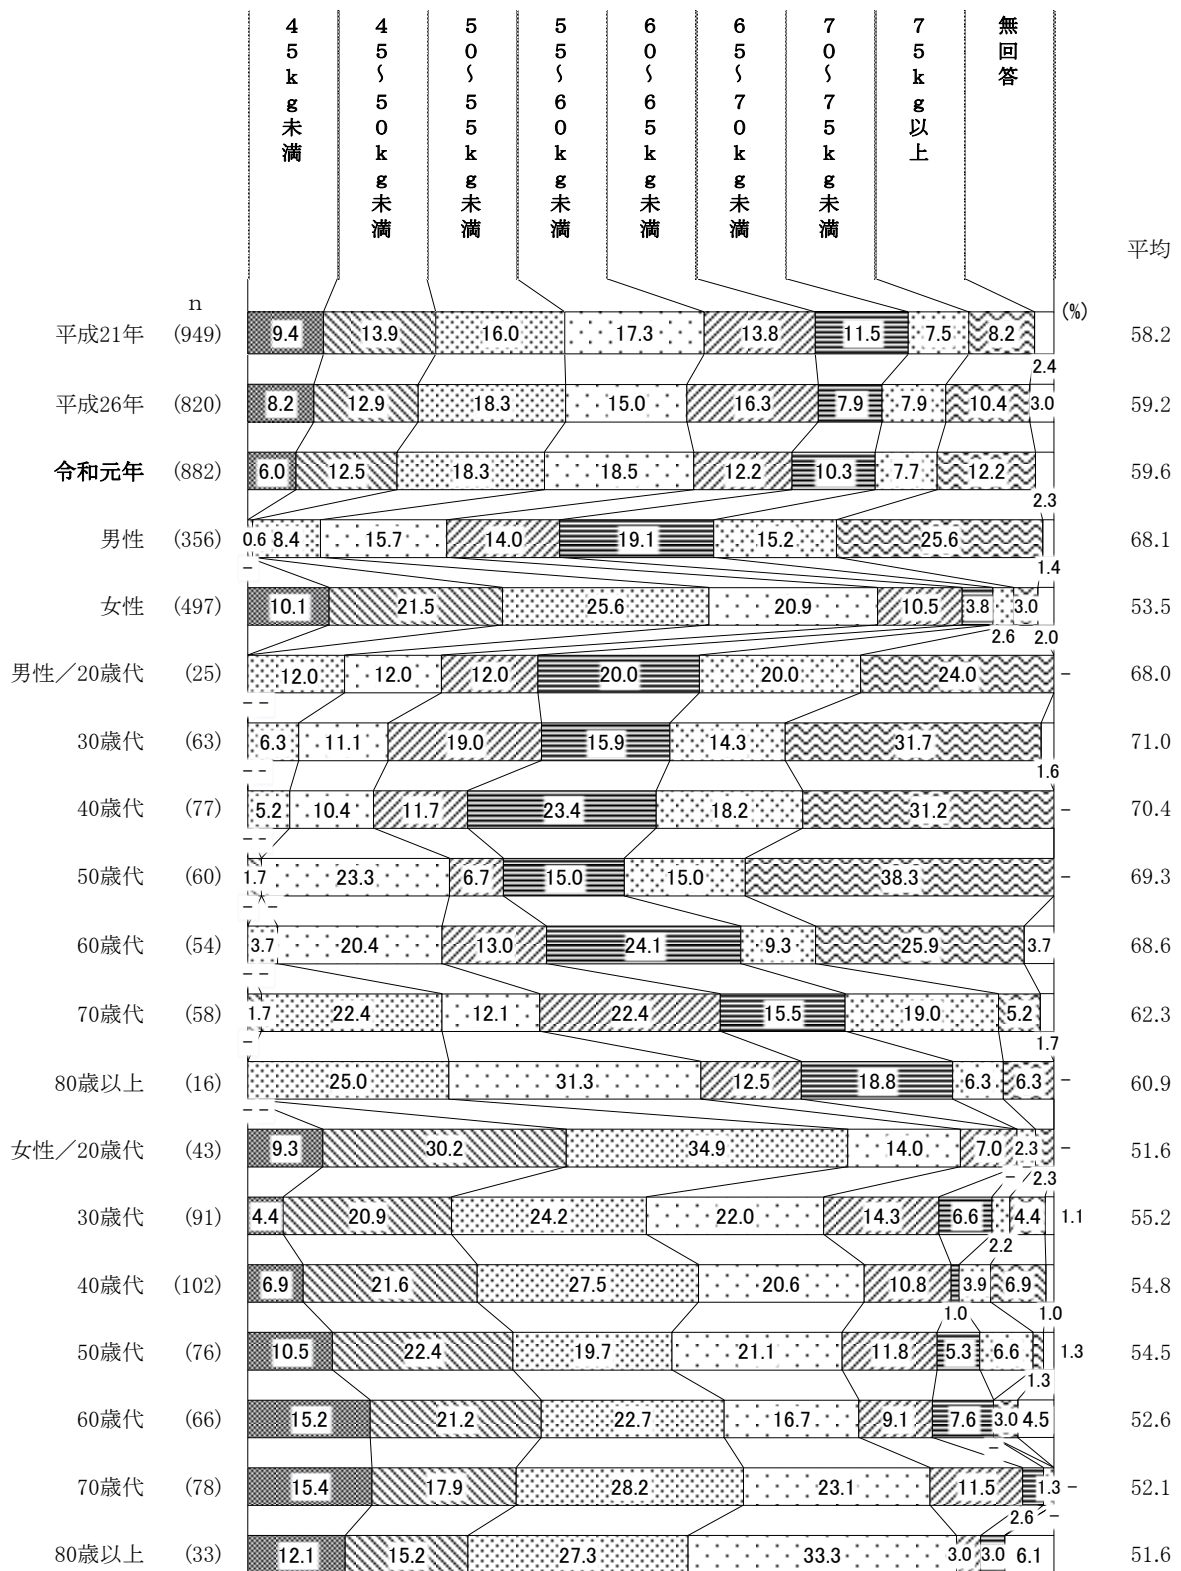 45kg未満
45～50kg未満
50～55kg未満
55～60kg未満
60～65kg未満
65～70kg未満
70～75kg未満
75kg以上
無回答
平均
n
(%)
平成21年 (949) 9.4 13.9 16.0 17.3 13.8 11.5 7.5 8.2 58.2
2.4
平成26年 (820) 8.2 12.9 18.3 15.0 16.3 7.9 7.9 10.4 3.0 59.2
令和元年 (882) 6.0 12.5 18.3 18.5 12.2 10.3 7.7 12.2 59.6
2.3
男性 (356) 0.6 8.4 15.7 14.0 19.1 15.2 25.6 68.1
- 1.4
女性 (497) 10.1 21.5 25.6 20.9 10.5 3.8 3.0 53.5
2.6 2.0
男性／20歳代 (25) 12.0 12.0 12.0 20.0 20.0 24.0 - 68.0
- -
30歳代 (63) 6.3 11.1 19.0 15.9 14.3 31.7 71.0
- - 1.6
40歳代 (77) 5.2 10.4 11.7 23.4 18.2 31.2 - 70.4
- -
50歳代 (60) 1.7 23.3 6.7 15.0 15.0 38.3 - 69.3
- -
60歳代 (54) 3.7 20.4 13.0 24.1 9.3 25.9 3.7 68.6
- -
70歳代 (58) 1.7 22.4 12.1 22.4 15.5 19.0 5.2 62.3
- 1.7
80歳以上 (16) 25.0 31.3 12.5 18.8 6.3 6.3 - 60.9
- -
女性／20歳代 (43) 9.3 30.2 34.9 14.0 7.0 2.3 - 51.6
- 2.3
30歳代 (91) 4.4 20.9 24.2 22.0 14.3 6.6 4.4 1.1 55.2
2.2
40歳代 (102) 6.9 21.6 27.5 20.6 10.8 3.9 6.9 54.8
1.0 1.0
50歳代 (76) 10.5 22.4 19.7 21.1 11.8 5.3 6.6 1.3 54.5
1.3
60歳代 (66) 15.2 21.2 22.7 16.7 9.1 7.6 3.0 4.5 52.6
-
70歳代 (78) 15.4 17.9 28.2 23.1 11.5 1.3 - 52.1
2.6 -
80歳以上 (33) 12.1 15.2 27.3 33.3 3.0 3.0 6.1 51.6